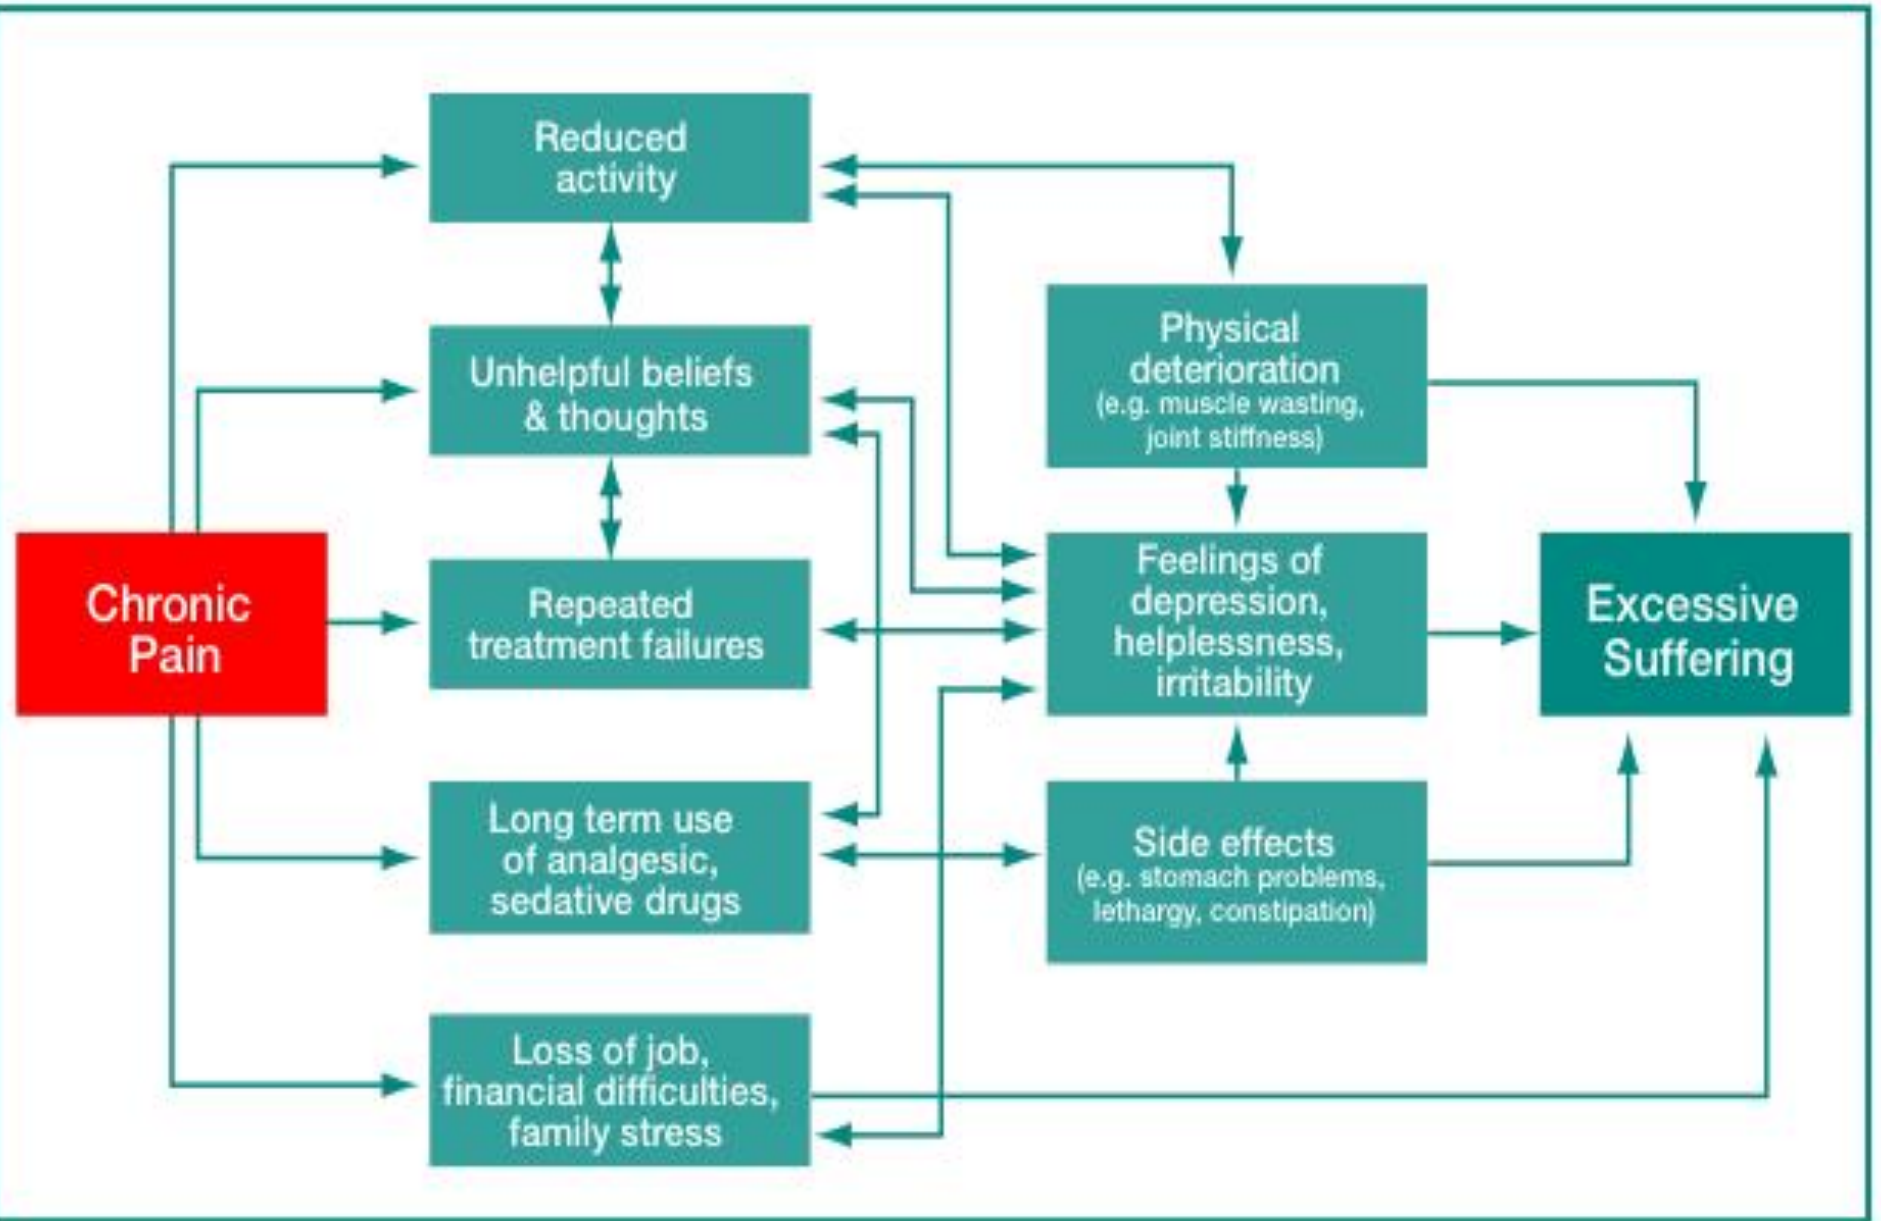 Reduced
activity
Unhelpful beliefs
& thoughts
Chronic
Pain
Repeated
treatment failures
Long term use
of analgesic,
sedative drugs
Loss of job,
financial difficulties,
family stress
Physical
deterioration
(e.g. muscle wasting,
joint stiffness)
Feelings of
depression,
helplessness,
irritability
Side effects
(e.g. stomach problems,
lethargy, constipation)
Excessive
Suffering